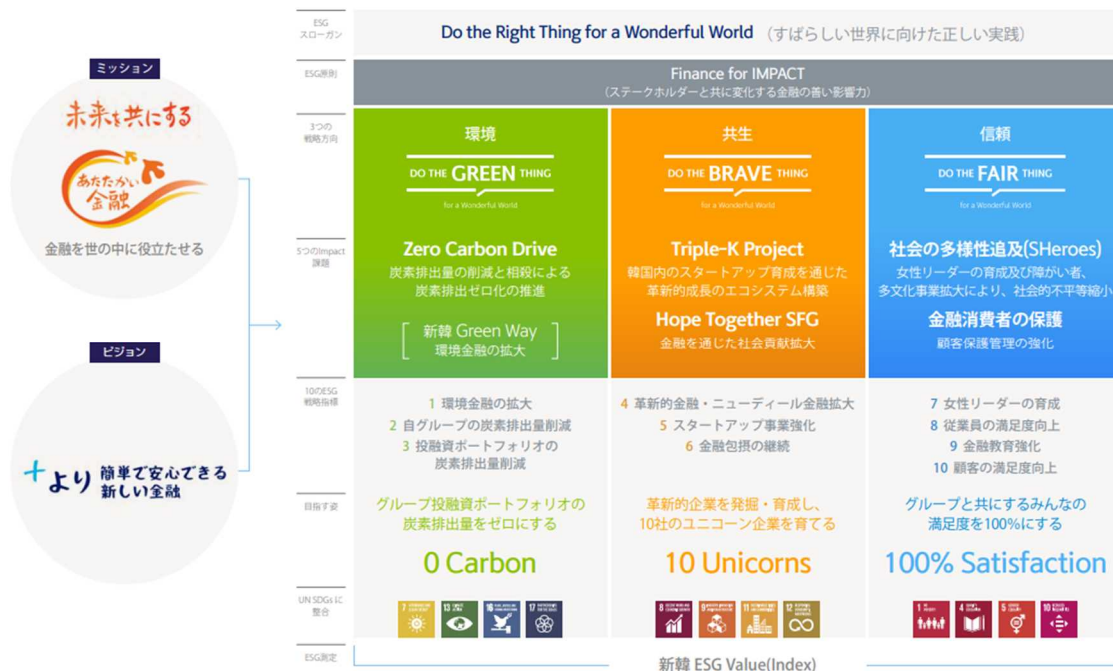 ミッション
未来を共にする
あたたかい
金融
金融を世の中に役立たせる
ビジョン
+より 簡単で安心できる
新しい金融
ESG
スローガン
Do the Right Thing for a Wonderful World (すばらしい世界に向けた正しい実践)
ESG原則
Finance for IMPACT
(ステークホルダーと共に変化する金融の善い影響力)
3つの
戦略方向
環境
DO THE GREEN THING
for a Wonderful World
共生
DO THE BRAVE THING
for a Wonderful World
信頼
DO THE FAIR THING
for a Wonderful World
5つのImpact
課題
Zero Carbon Drive
炭素排出量の削減と相殺による
炭素排出ゼロ化の推進
新韓 Green Way
環境金融の拡大
Triple-K Project
韓国内のスタートアップ育成を通じた
革新的成長のエコシステム構築
Hope Together SFG
金融を通じた社会貢献拡大
社会の多様性追及(SHeroes)
女性リーダーの育成及び障がい者、
多文化事業拡大により、社会的不平等縮小
金融消費者の保護
顧客保護管理の強化
10のESG
戦略指標
1 環境金融の拡大
2 自グループの炭素排出量削減
3 投融資ポートフォリオの
炭素排出量削減
4 革新的金融・ニューディール金融拡大
5 スタートアップ事業強化
6 金融包摂の継続
7 女性リーダーの育成
8 従業員の満足度向上
9 金融教育強化
10 顧客の満足度向上
目指す姿
グループ投融資ポートフォリオの
炭素排出量をゼロにする
0 Carbon
革新的企業を発掘・育成し、
10社のユニコーン企業を育てる
10 Unicorns
グループと共にするみんなの
満足度を100%にする
100% Satisfaction
UN SDGsに
整合
7
13
16
17
8
9
11
12
1
4
5
10
ESG測定
新韓 ESG Value(Index)